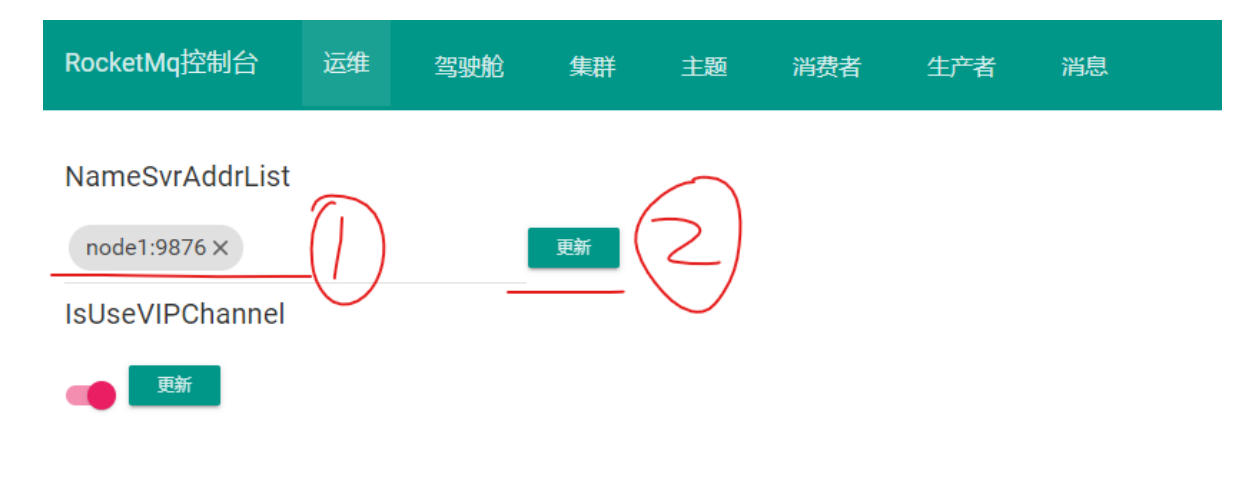 RocketMq控制台 运维 驾驶舱 集群 主题 消费者 生产者 消息
NameSvrAddrList
node1:9876 × 1 更新 2
IsUseVIPChannel
更新